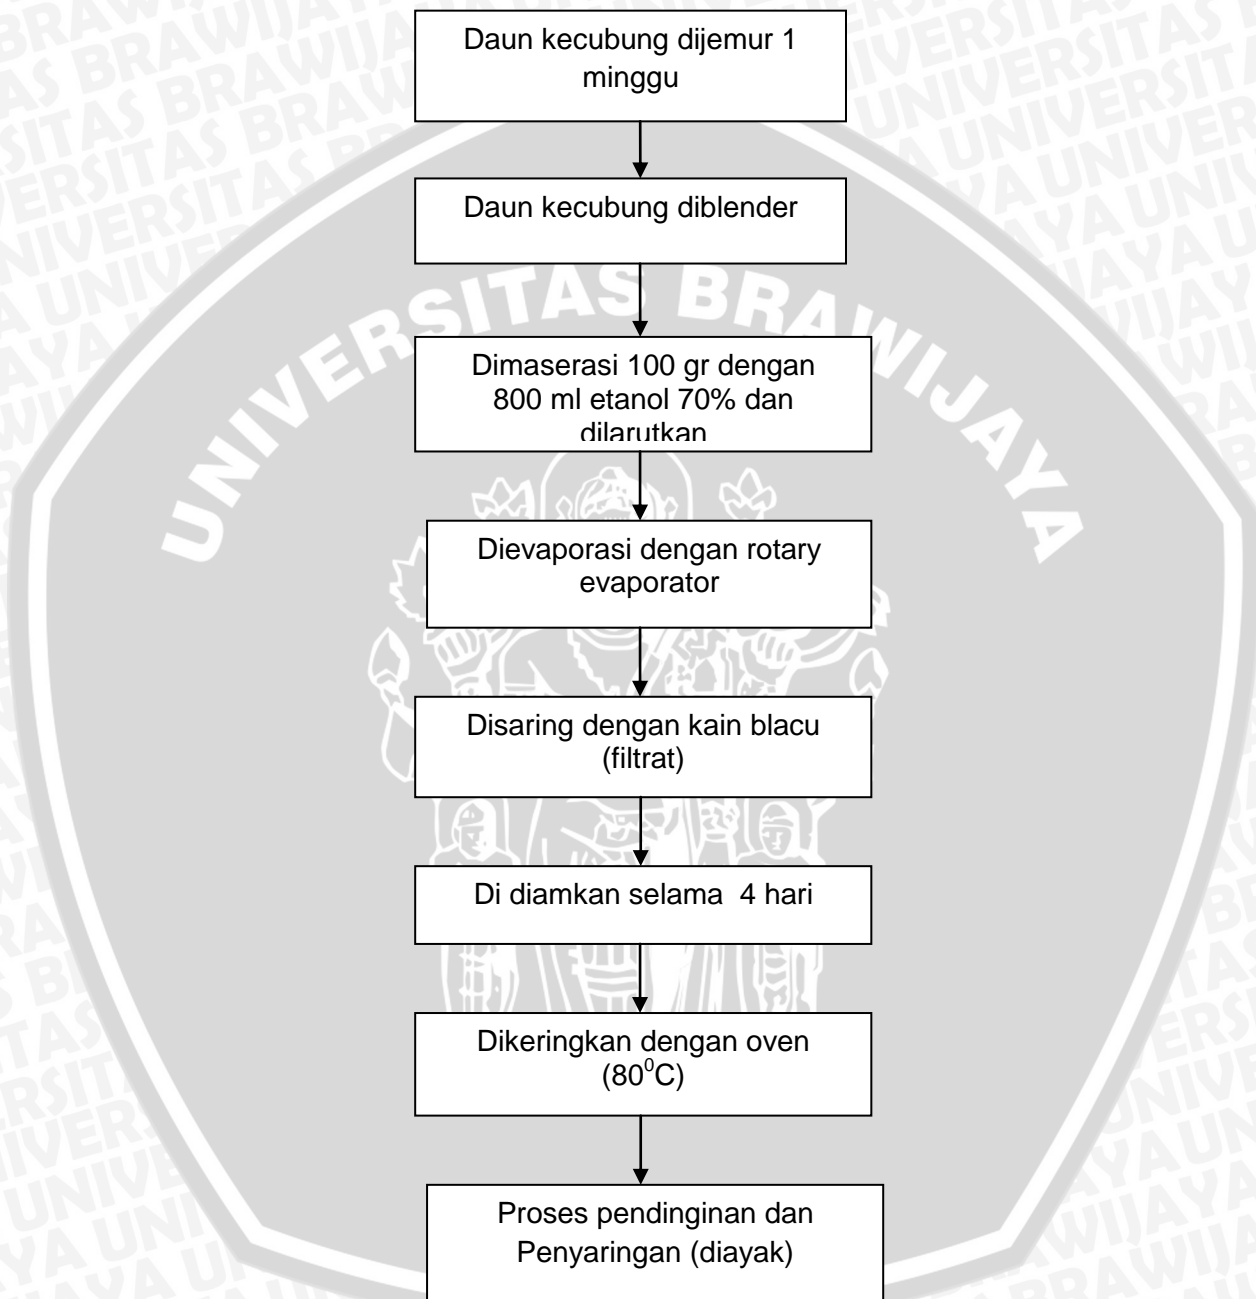 Daun kecubung dijemur 1
minggu
Daun kecubung diblender
UNIVERSITAS BRAWIJAYA
Dimaserasi 100 gr dengan
800 ml etanol 70% dan
dilarutkan
Dievaporasi dengan rotary
evaporator
Disaring dengan kain blacu
(filtrat)
Di diamkan selama  4 hari
Dikeringkan dengan oven
(80⁰C)
Proses pendinginan dan
Penyaringan (diayak)